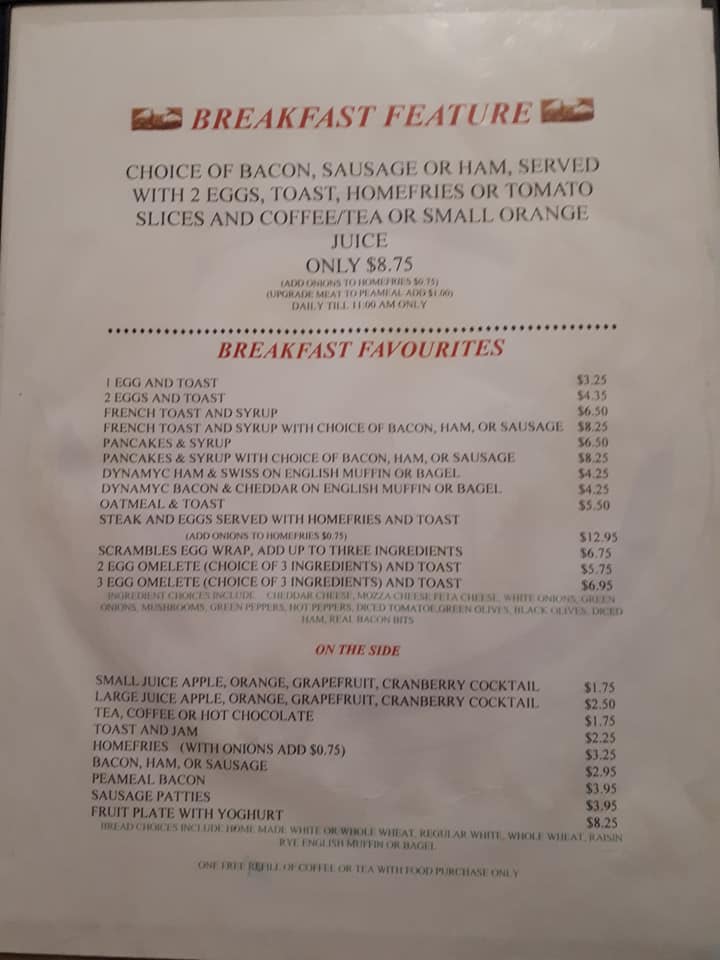 BREAKFAST FEATURE
CHOICE OF BACON, SAUSAGE OR HAM, SERVED
WITH 2 EGGS, TOAST, HOMEFRIES OR TOMATO
SLICES AND COFFEE/TEA OR SMALL ORANGE
JUICE
ONLY $8.75
(ADD ONIONS TO HOMEFRIES $0.75)
(UPGRADE MEAT TO PEAMEAL ADD $1.00)
DAILY TILL 11:00 AM ONLY
BREAKFAST FAVOURITES
1 EGG AND TOAST $3.25
2 EGGS AND TOAST $4.35
FRENCH TOAST AND SYRUP $6.50
FRENCH TOAST AND SYRUP WITH CHOICE OF BACON, HAM, OR SAUSAGE $8.25
PANCAKES & SYRUP $6.50
PANCAKES & SYRUP WITH CHOICE OF BACON, HAM, OR SAUSAGE $8.25
DYNAMYC HAM & SWISS ON ENGLISH MUFFIN OR BAGEL $4.25
DYNAMYC BACON & CHEDDAR ON ENGLISH MUFFIN OR BAGEL $4.25
OATMEAL & TOAST $5.50
STEAK AND EGGS SERVED WITH HOMEFRIES AND TOAST
(ADD ONIONS TO HOMEFRIES $0.75) $12.95
SCRAMBLES EGG WRAP, ADD UP TO THREE INGREDIENTS $6.75
2 EGG OMELETE (CHOICE OF 3 INGREDIENTS) AND TOAST $5.75
3 EGG OMELETE (CHOICE OF 3 INGREDIENTS) AND TOAST $6.95
INGREDIENT CHOICES INCLUDE CHEDDAR CHEESE, MOZZA CHEESE FETA CHEESE, WHITE ONIONS, GREEN
ONIONS, MUSHROOMS, GREEN PEPPERS, HOT PEPPERS, DICED TOMATOE,GREEN OLIVES, BLACK OLIVES, DICED
HAM, REAL BACON BITS
ON THE SIDE
SMALL JUICE APPLE, ORANGE, GRAPEFRUIT, CRANBERRY COCKTAIL $1.75
LARGE JUICE APPLE, ORANGE, GRAPEFRUIT, CRANBERRY COCKTAIL $2.50
TEA, COFFEE OR HOT CHOCOLATE $1.75
TOAST AND JAM $2.25
HOMEFRIES (WITH ONIONS ADD $0.75) $3.25
BACON, HAM, OR SAUSAGE $2.95
PEAMEAL BACON $3.95
SAUSAGE PATTIES $3.95
FRUIT PLATE WITH YOGHURT $8.25
BREAD CHOICES INCLUDE HOME MADE WHITE OR WHOLE WHEAT, REGULAR WHITE, WHOLE WHEAT, RAISIN
RYE ENGLISH MUFFIN OR BAGEL
ONE FREE REFILL OF COFFEE OR TEA WITH FOOD PURCHASE ONLY